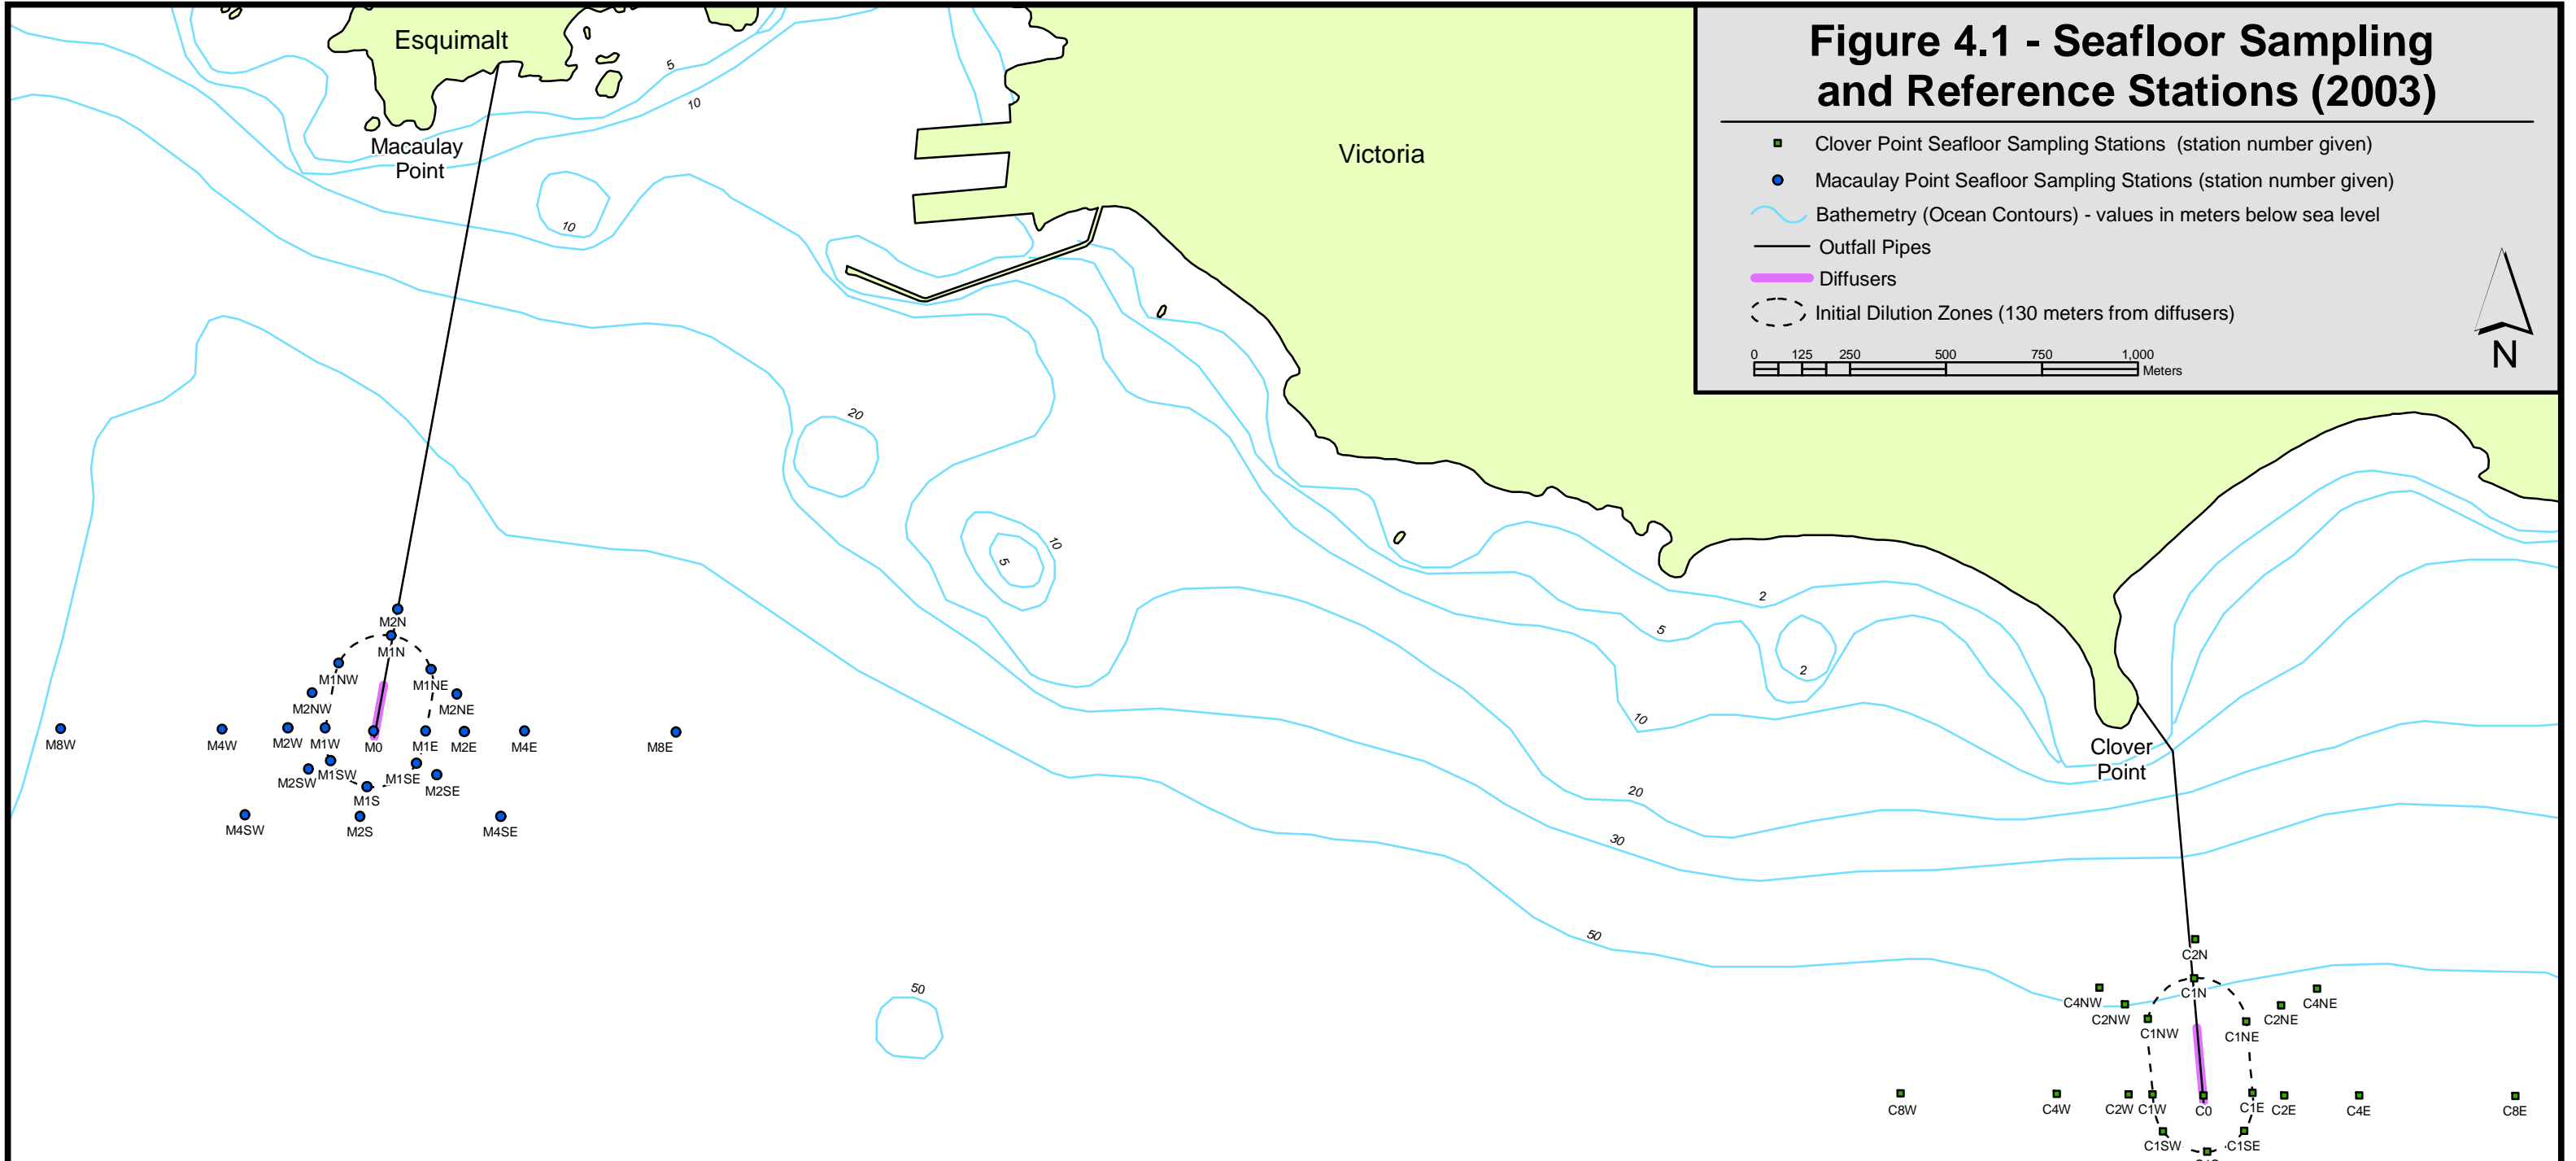 Figure 4.1 - Seafloor Sampling
and Reference Stations (2003)
Clover Point Seafloor Sampling Stations (station number given)
Macaulay Point Seafloor Sampling Stations (station number given)
Bathemetry (Ocean Contours) - values in meters below sea level
Outfall Pipes
Diffusers
Initial Dilution Zones (130 meters from diffusers)
0 125 250 500 750 1,000
Meters
N
Esquimalt
Macaulay
Point
Victoria
Clover
Point
5
10
10
20
10
5
2
5
2
10
20
30
50
50
M2N
M1N
M1NW
M1NE
M2NW
M2NE
M8W
M4W
M2W
M1W
M0
M1E
M2E
M4E
M8E
M2SW
M1SW
M1SE
M2SE
M1S
M4SW
M2S
M4SE
C2N
C1N
C4NW
C4NE
C2NW
C2NE
C1NW
C1NE
C8W
C4W
C2W
C1W
C0
C1E
C2E
C4E
C8E
C1SW
C1SE